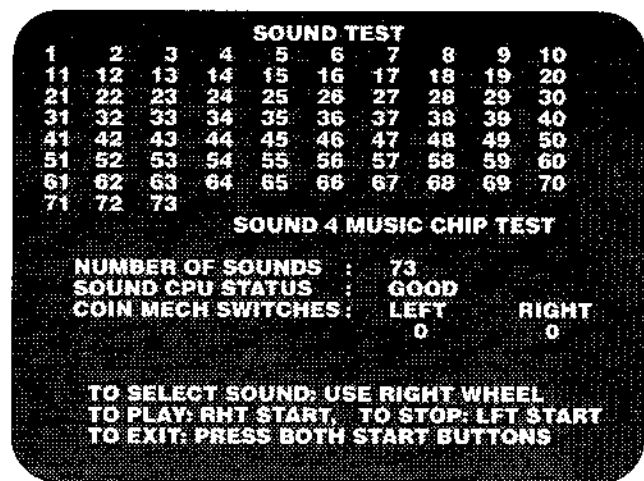 SOUND TEST
1 2 3 4 5 6 7 8 9 10
11 12 13 14 15 16 17 18 19 20
21 22 23 24 25 26 27 28 29 30
31 32 33 34 35 36 37 38 39 40
41 42 43 44 45 46 47 48 49 50
51 52 53 54 55 56 57 58 59 60
61 62 63 64 65 66 67 68 69 70
71 72 73
SOUND 4 MUSIC CHIP TEST
NUMBER OF SOUNDS : 73
SOUND CPU STATUS : GOOD
COIN MECH SWITCHES : LEFT RIGHT
0 0
TO SELECT SOUND: USE RIGHT WHEEL
TO PLAY: RHT START, TO STOP: LFT START
TO EXIT: PRESS BOTH START BUTTONS